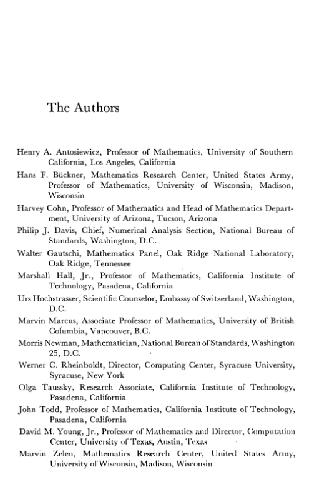 The Authors
Henry A. Antosiewicz, Professor of Mathematics, University of Southern
California, Los Angeles, California
Hans F. Bückner, Mathematics Research Center, United States Army,
Professor of Mathematics, University of Wisconsin, Madison,
Wisconsin
Harvey Cohn, Professor of Mathematics and Head of Mathematics Depart-
ment, University of Arizona, Tucson, Arizona
Philip J. Davis, Chief, Numerical Analysis Section, National Bureau of
Standards, Washington, D.C.
Walter Gautschi, Mathematics Panel, Oak Ridge National Laboratory,
Oak Ridge, Tennessee
Marshall Hall, Jr., Professor of Mathematics, California Institute of
Technology, Pasadena, California
Urs Hochstrasser, Scientific Counselor, Embassy of Switzerland, Washington,
D.C.
Marvin Marcus, Associate Professor of Mathematics, University of British
Columbia, Vancouver, B.C.
Morris Newman, Mathematician, National Bureau of Standards, Washington
25, D.C.
Werner C. Rheinboldt, Director, Computing Center, Syracuse University,
Syracuse, New York
Olga Taussky, Research Associate, California Institute of Technology,
Pasadena, California
John Todd, Professor of Mathematics, California Institute of Technology,
Pasadena, California
David M. Young, Jr., Professor of Mathematics and Director, Computation
Center, University of Texas, Austin, Texas
Marvin Zelen, Mathematics Research Center, United States Army,
University of Wisconsin, Madison, Wisconsin